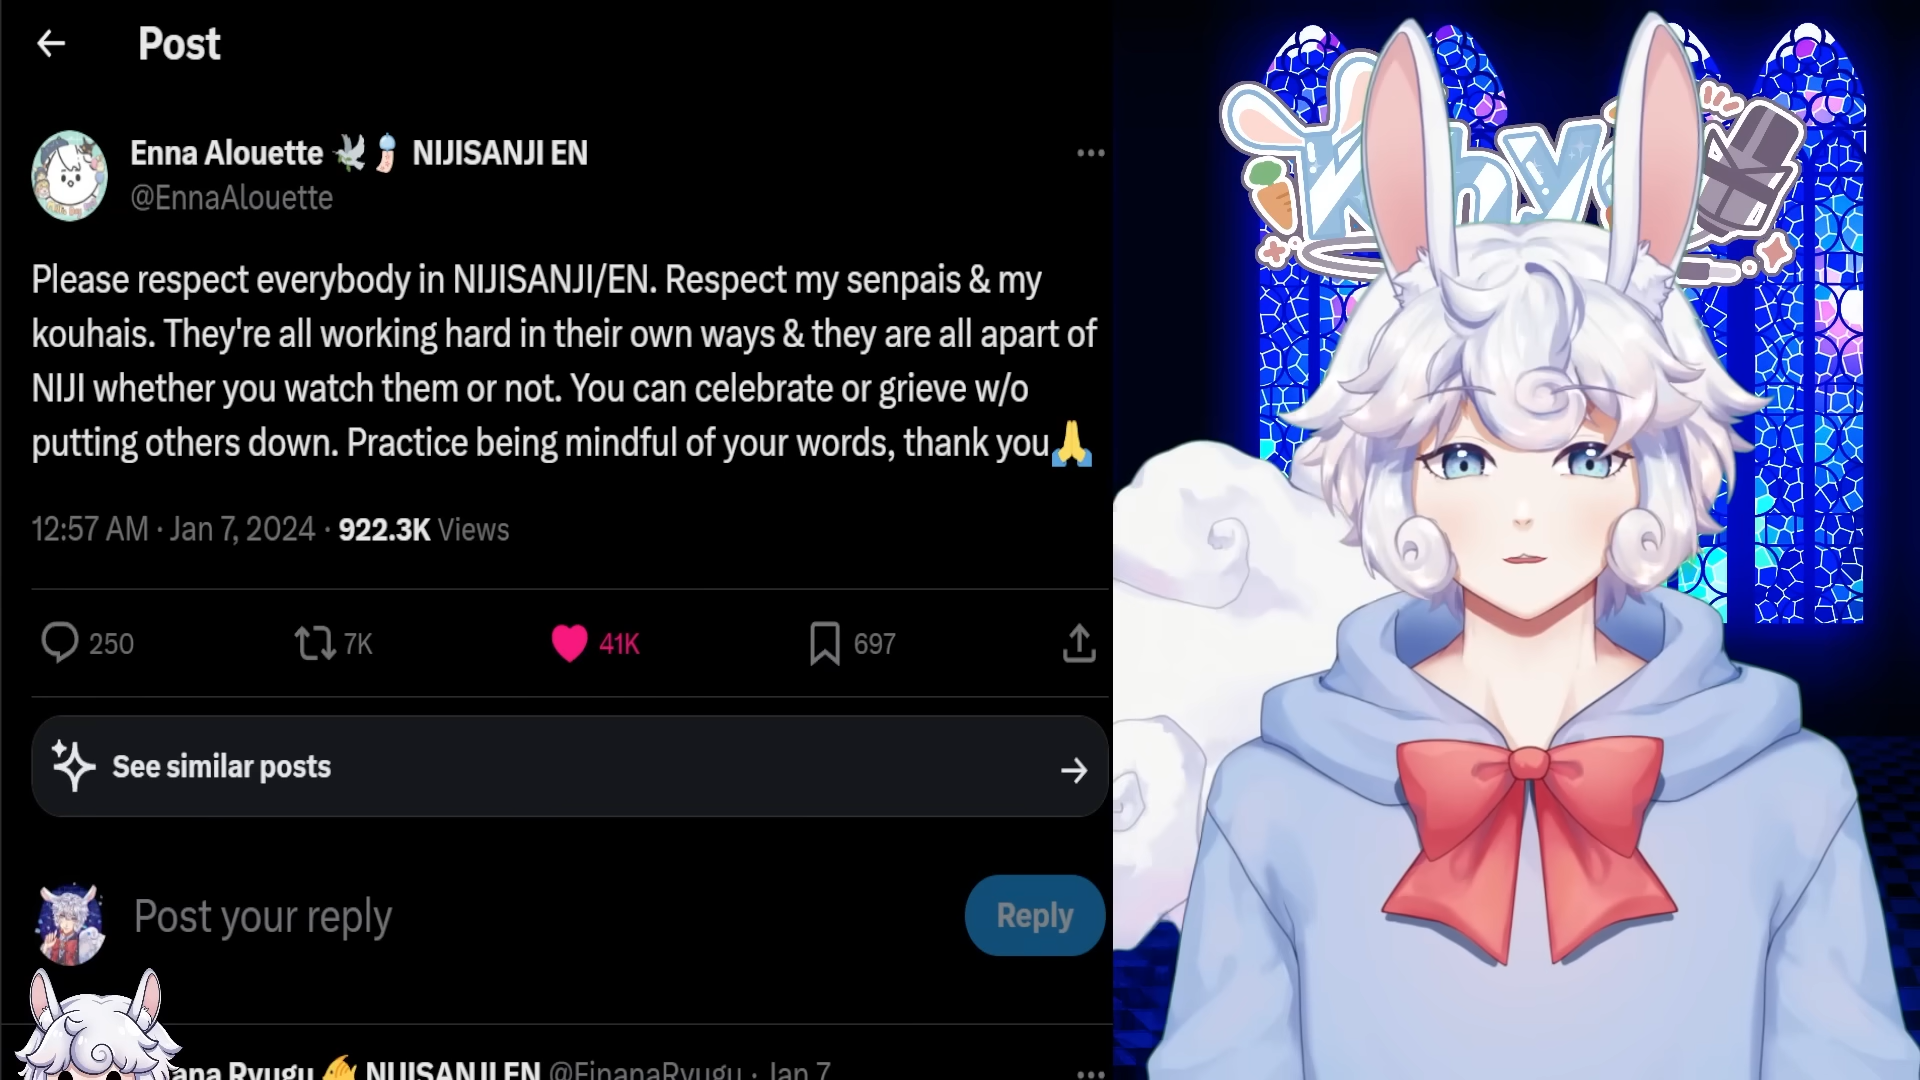 Post
Enna Alouette 🕊️🎐 NIJISANJI EN
@EnnaAlouette
Please respect everybody in NIJISANJI/EN. Respect my senpais & my
kouhais. They're all working hard in their own ways & they are all apart of
NIJI whether you watch them or not. You can celebrate or grieve w/o
putting others down. Practice being mindful of your words, thank you🙏
12:57 AM · Jan 7, 2024 · 922.3K Views
250 7K 41K 697
See similar posts
Post your reply
Reply
Ryugu 🐠 NIJISANJI EN @FinanaRyugu · Jan 7